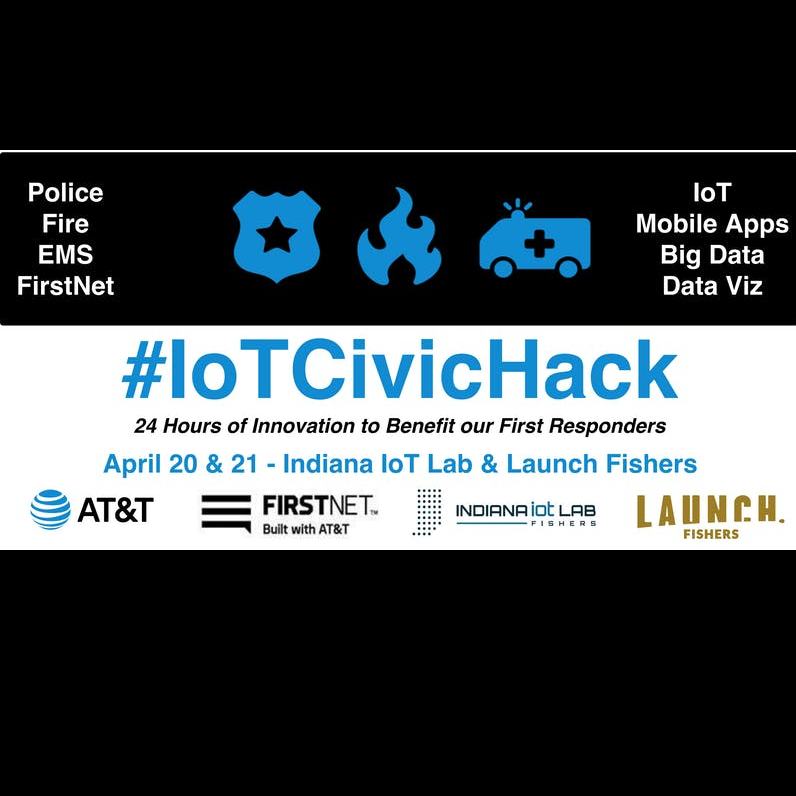 Police
Fire
EMS
FirstNet
IoT
Mobile Apps
Big Data
Data Viz
#IoTCivicHack
24 Hours of Innovation to Benefit our First Responders
April 20 & 21 - Indiana IoT Lab & Launch Fishers
AT&T
FIRSTNET™
Built with AT&T
INDIANA iot LAB
FISHERS
LAUNCH.
FISHERS